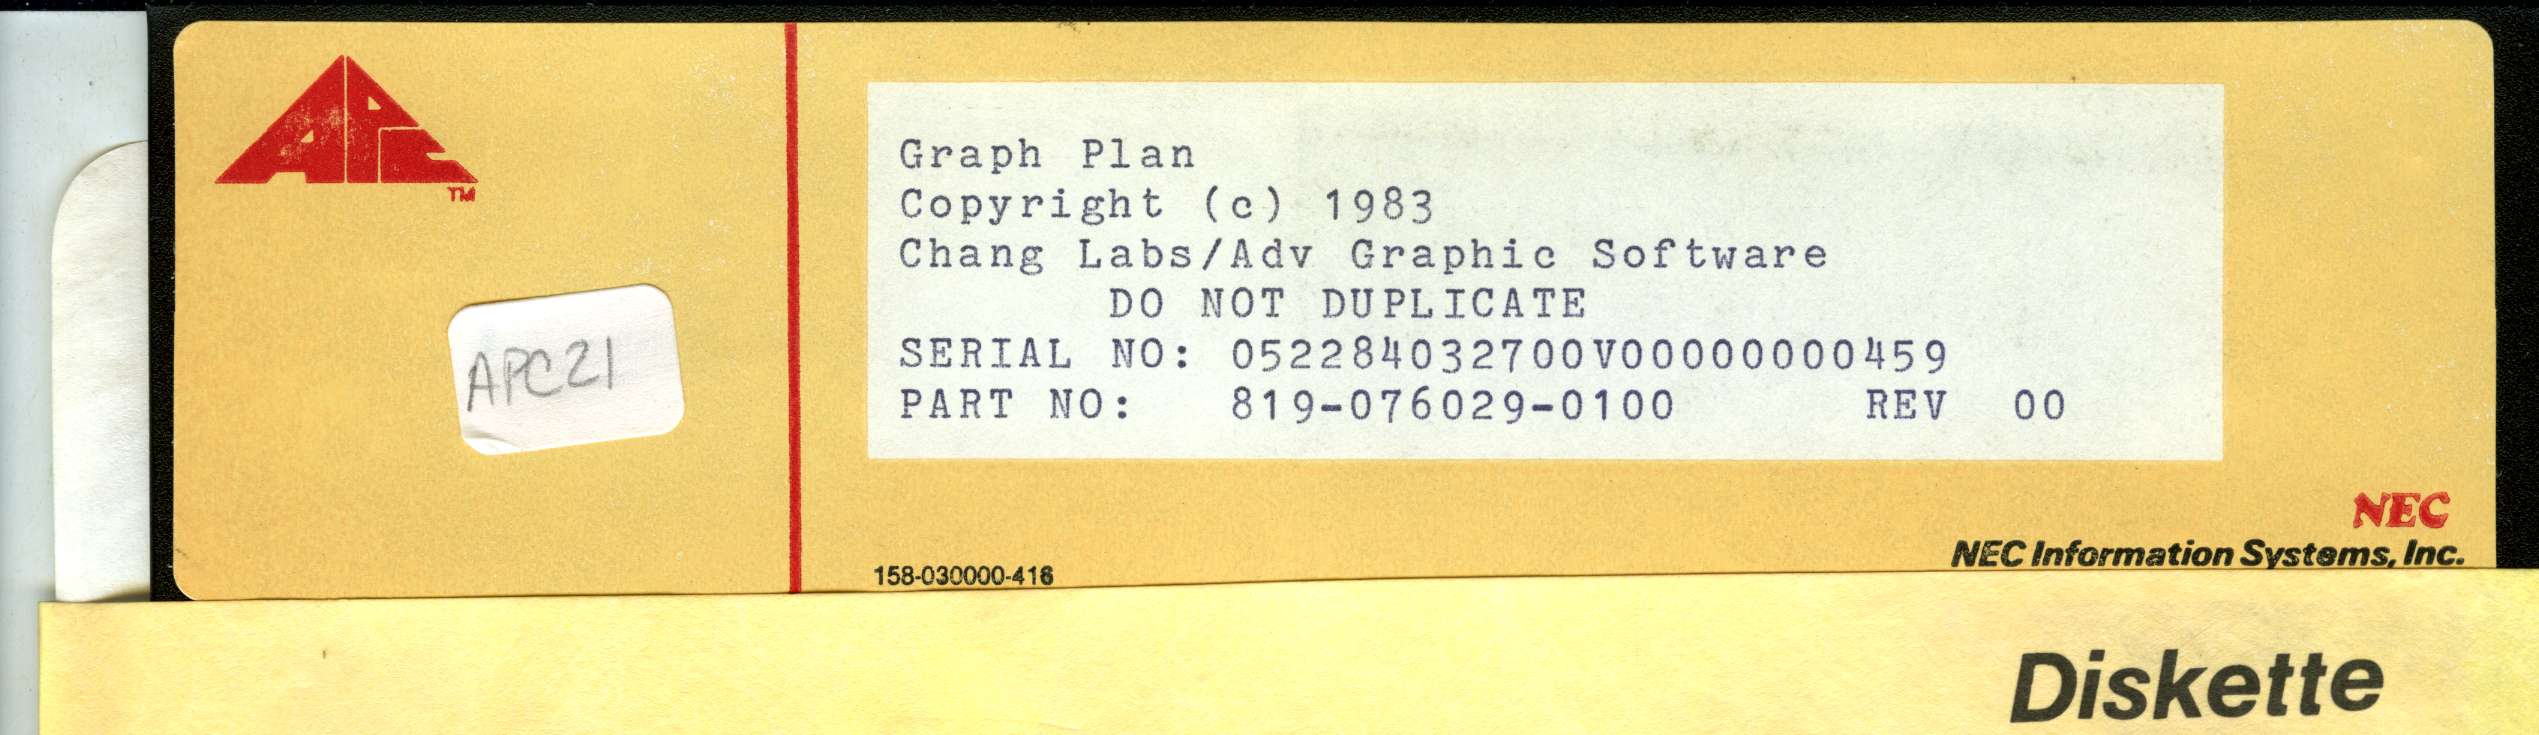 APC
TM
APC21
Graph Plan
Copyright (c) 1983
Chang Labs/Adv Graphic Software
DO NOT DUPLICATE
SERIAL NO: 052284032700V00000000459
PART NO: 819-076029-0100 REV 00
NEC
NEC Information Systems, Inc.
158-030000-416
Diskette